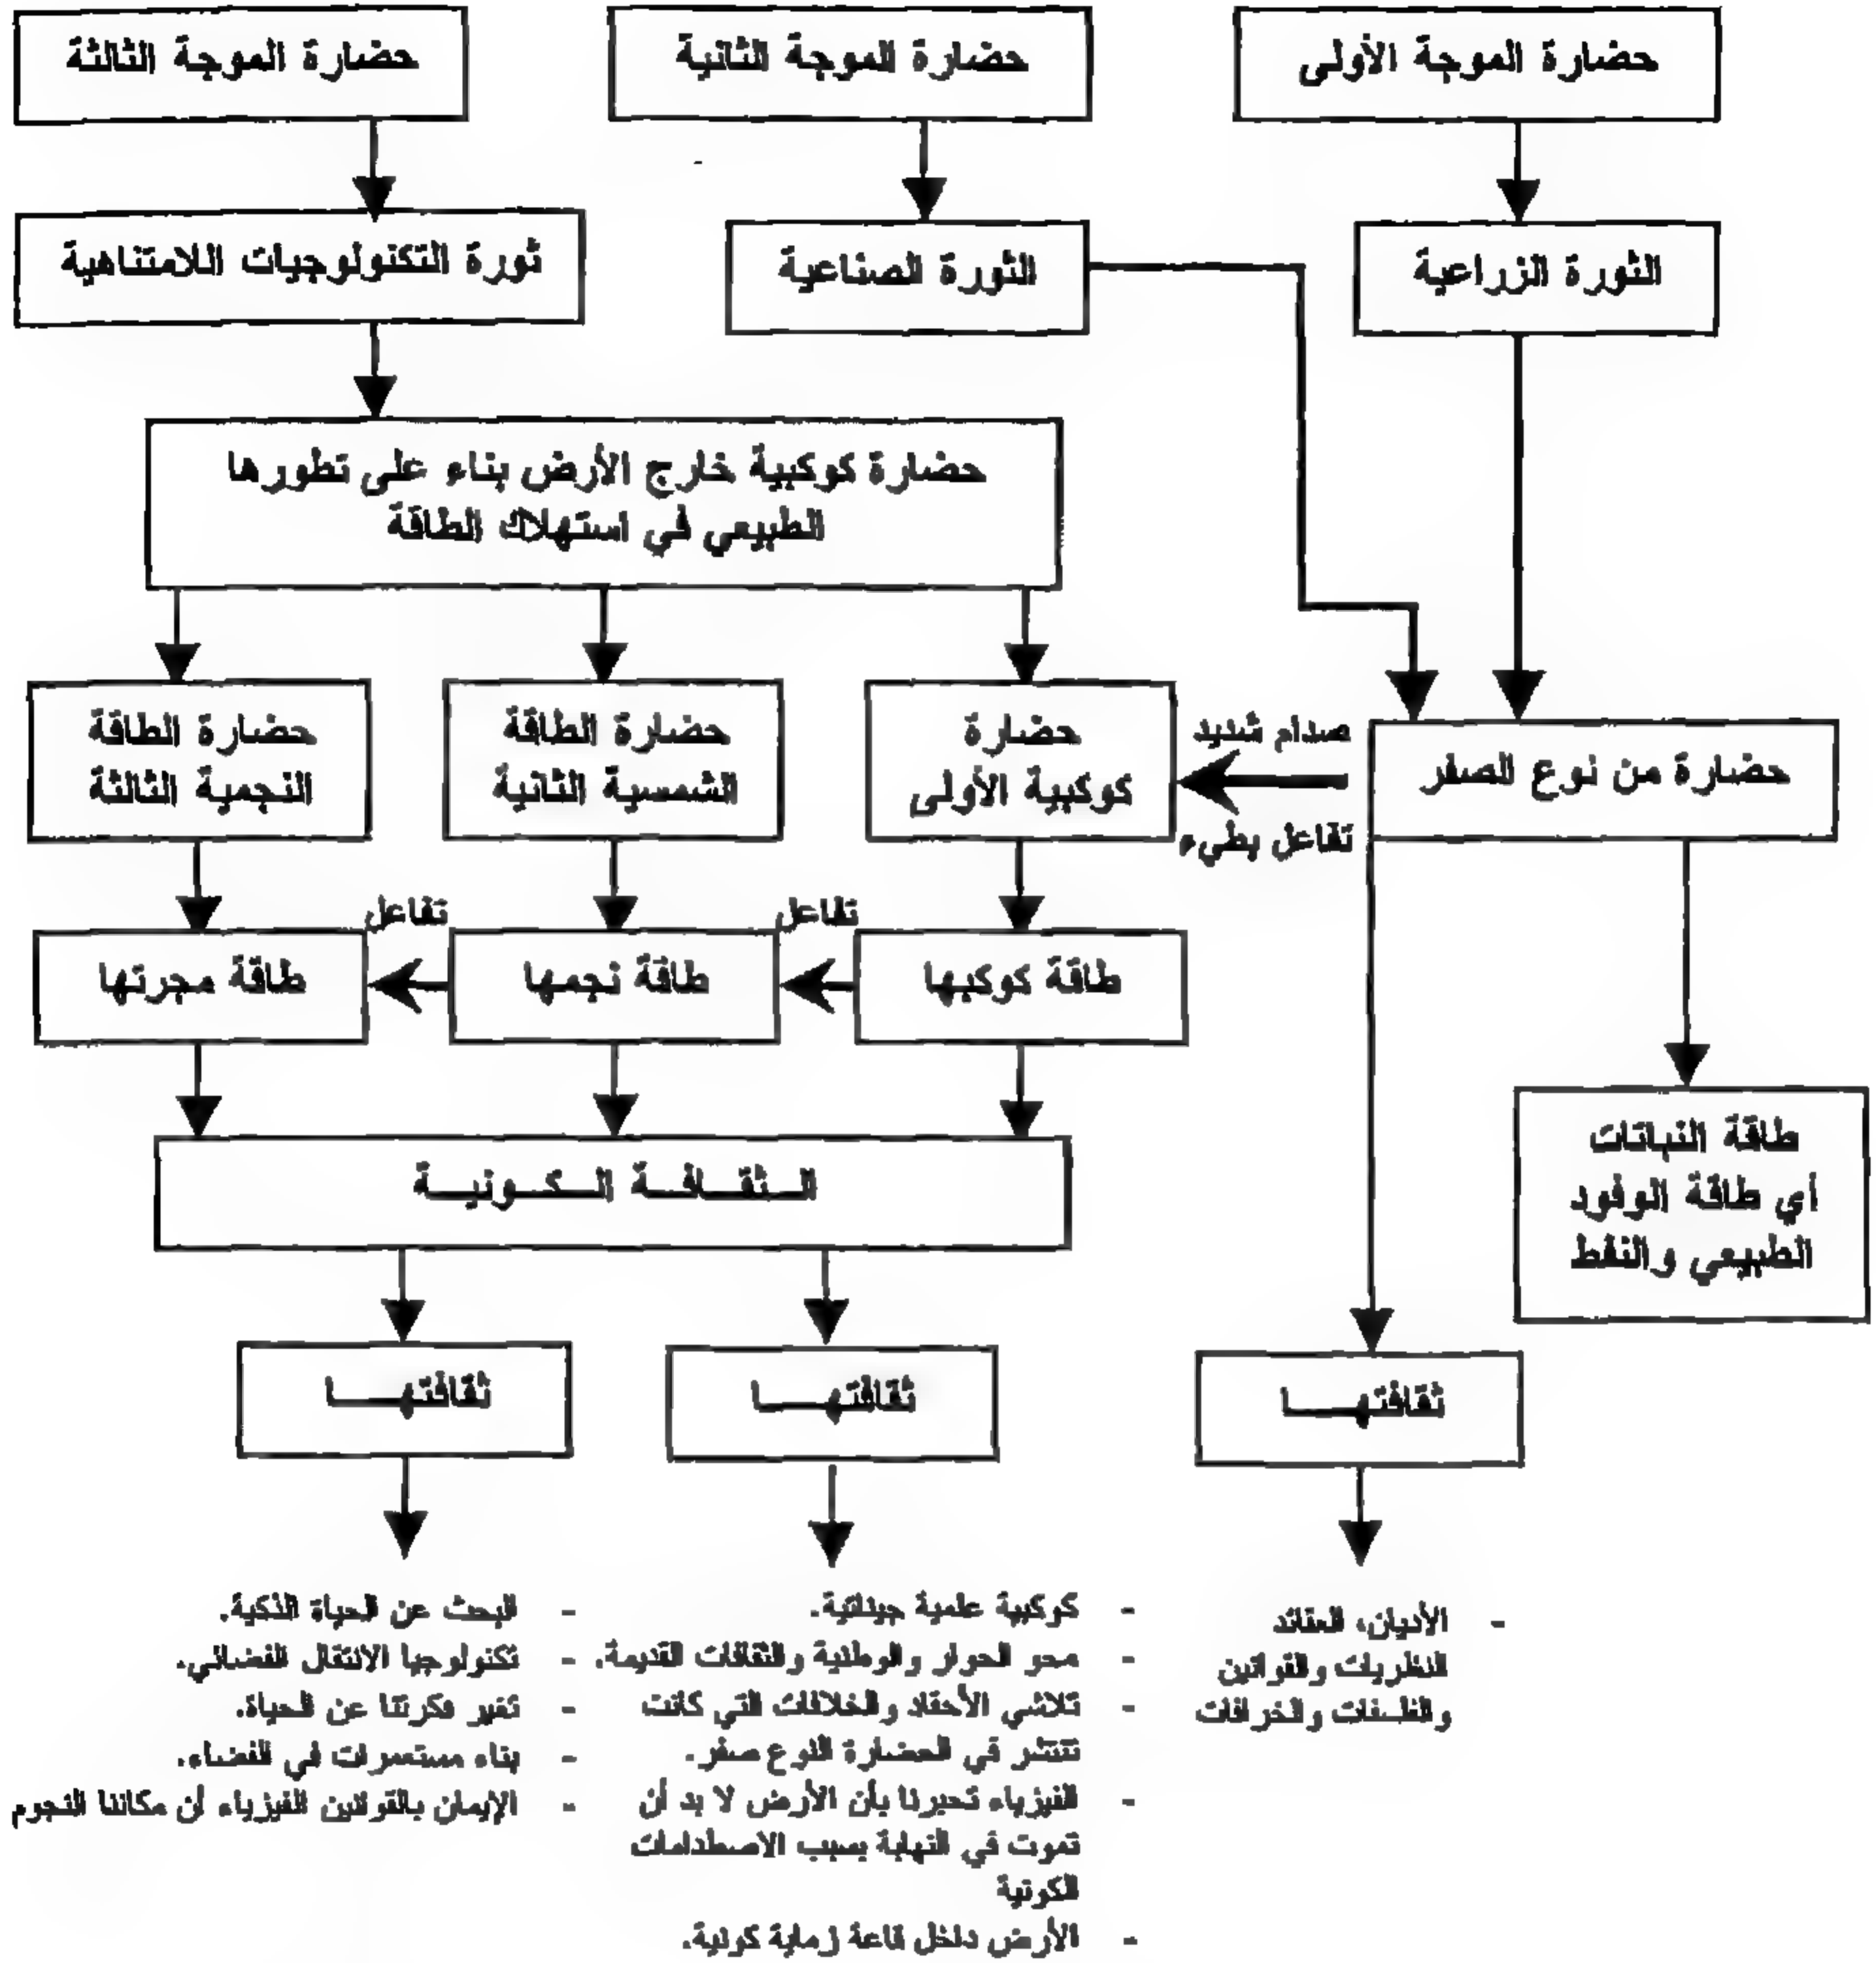 حضارة الموجة الأولى
حضارة الموجة الثانية
حضارة الموجة الثالثة
الثورة الزراعية
الثورة الصناعية
ثورة التكنولوجيات اللامتناهية
حضارة كوكبية خارج الأرض بناء على تطورها
الطبيعي في استهلاك الطاقة
حضارة من نوع الصفر
صدام شديد
تفاعل بطيء
حضارة
كوكبية الأولى
حضارة الطاقة
الشمسية الثانية
حضارة الطاقة
النجمية الثالثة
طاقة كوكبها
تفاعل
طاقة نجمها
تفاعل
طاقة مجرتها
طاقة النباتات
أي طاقة الوقود
الطبيعي والنفط
الـثقـافـة الـكـونيـة
ثقافتهـــا
ثقافتهـــا
ثقافتهـــا
- الأديان، العقائد
النظريات والقوانين
والفلسفات والخرافات
- كوكبية علمية
- محو الحوار والوطنية والثقافات القديمة.
- تلاشي الأحقاد والخلافات التي كانت
تنتشر في الحضارة النوع صفر.
- الفيزياء تخبرنا بأن الأرض لا بد أن
تموت في النهاية بسبب الاصطدامات
الكونية
- الأرض داخل قاعة رماية كونية.
- البحث عن الحياة الذكية.
- تكنولوجيا الانتقال الفضائي.
- تغير فكرتنا عن الحياة.
- بناء مستعمرات في الفضاء.
- الإيمان بالقوانين الفيزياء أن مكاننا النجوم